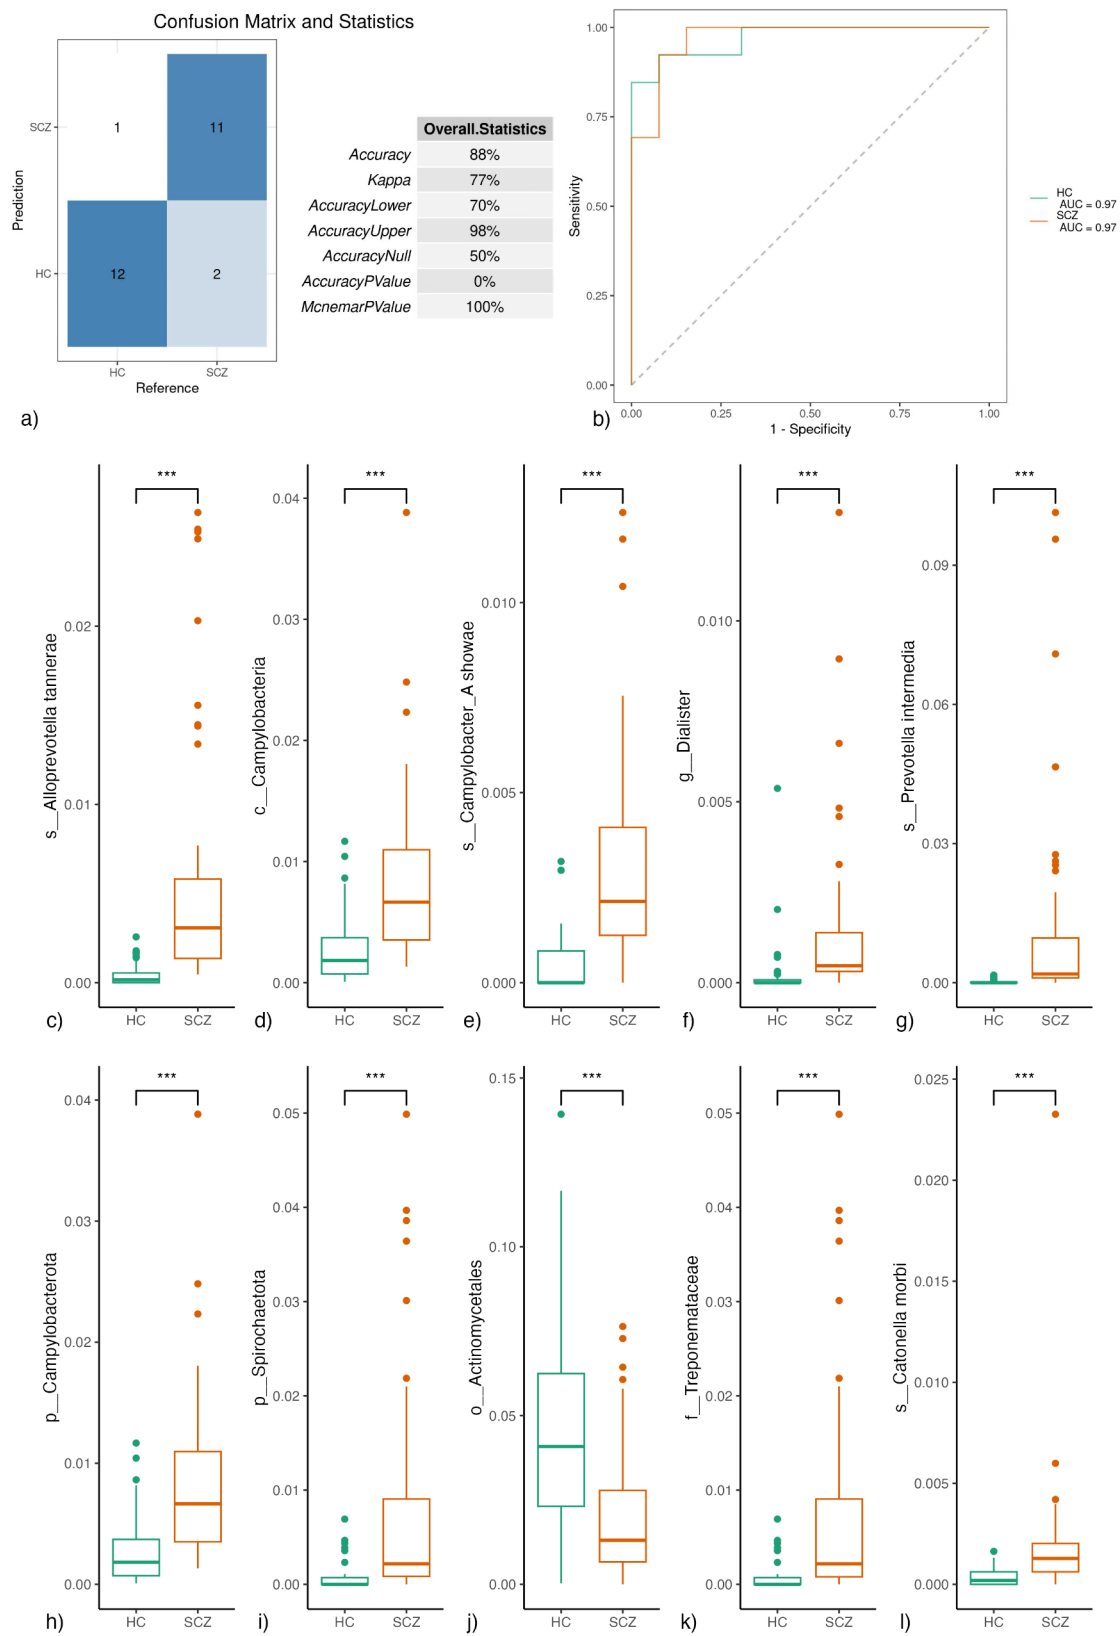 Confusion Matrix and Statistics
SCZ
HC
1
11
12
2
HC
SCZ
Prediction
Reference
Overall.Statistics
Accuracy 88%
Kappa 77%
AccuracyLower 70%
AccuracyUpper 98%
AccuracyNull 50%
AccuracyPValue 0%
McnemarPValue 100%
a)
1.00
0.75
0.50
0.25
0.00
Sensitivity
0.00 0.25 0.50 0.75 1.00
1 - Specificity
HC
AUC = 0.97
SCZ
AUC = 0.97
b)
***
s__Alloprevotella tannerae
0.02
0.01
0.00
HC SCZ
c)
***
c__Campylobacteria
0.04
0.03
0.02
0.01
0.00
HC SCZ
d)
***
s__Campylobacter_A showae
0.010
0.005
0.000
HC SCZ
e)
***
g__Dialister
0.010
0.005
0.000
HC SCZ
f)
***
s__Prevotella intermedia
0.09
0.06
0.03
0.00
HC SCZ
g)
***
p__Campylobacterota
0.04
0.03
0.02
0.01
0.00
HC SCZ
h)
***
p__Spirochaetota
0.05
0.04
0.03
0.02
0.01
0.00
HC SCZ
i)
***
o__Actinomycetales
0.15
0.10
0.05
0.00
HC SCZ
j)
***
f__Treponemataceae
0.05
0.04
0.03
0.02
0.01
0.00
HC SCZ
k)
***
s__Catonella morbi
0.025
0.020
0.015
0.010
0.005
0.000
HC SCZ
l)